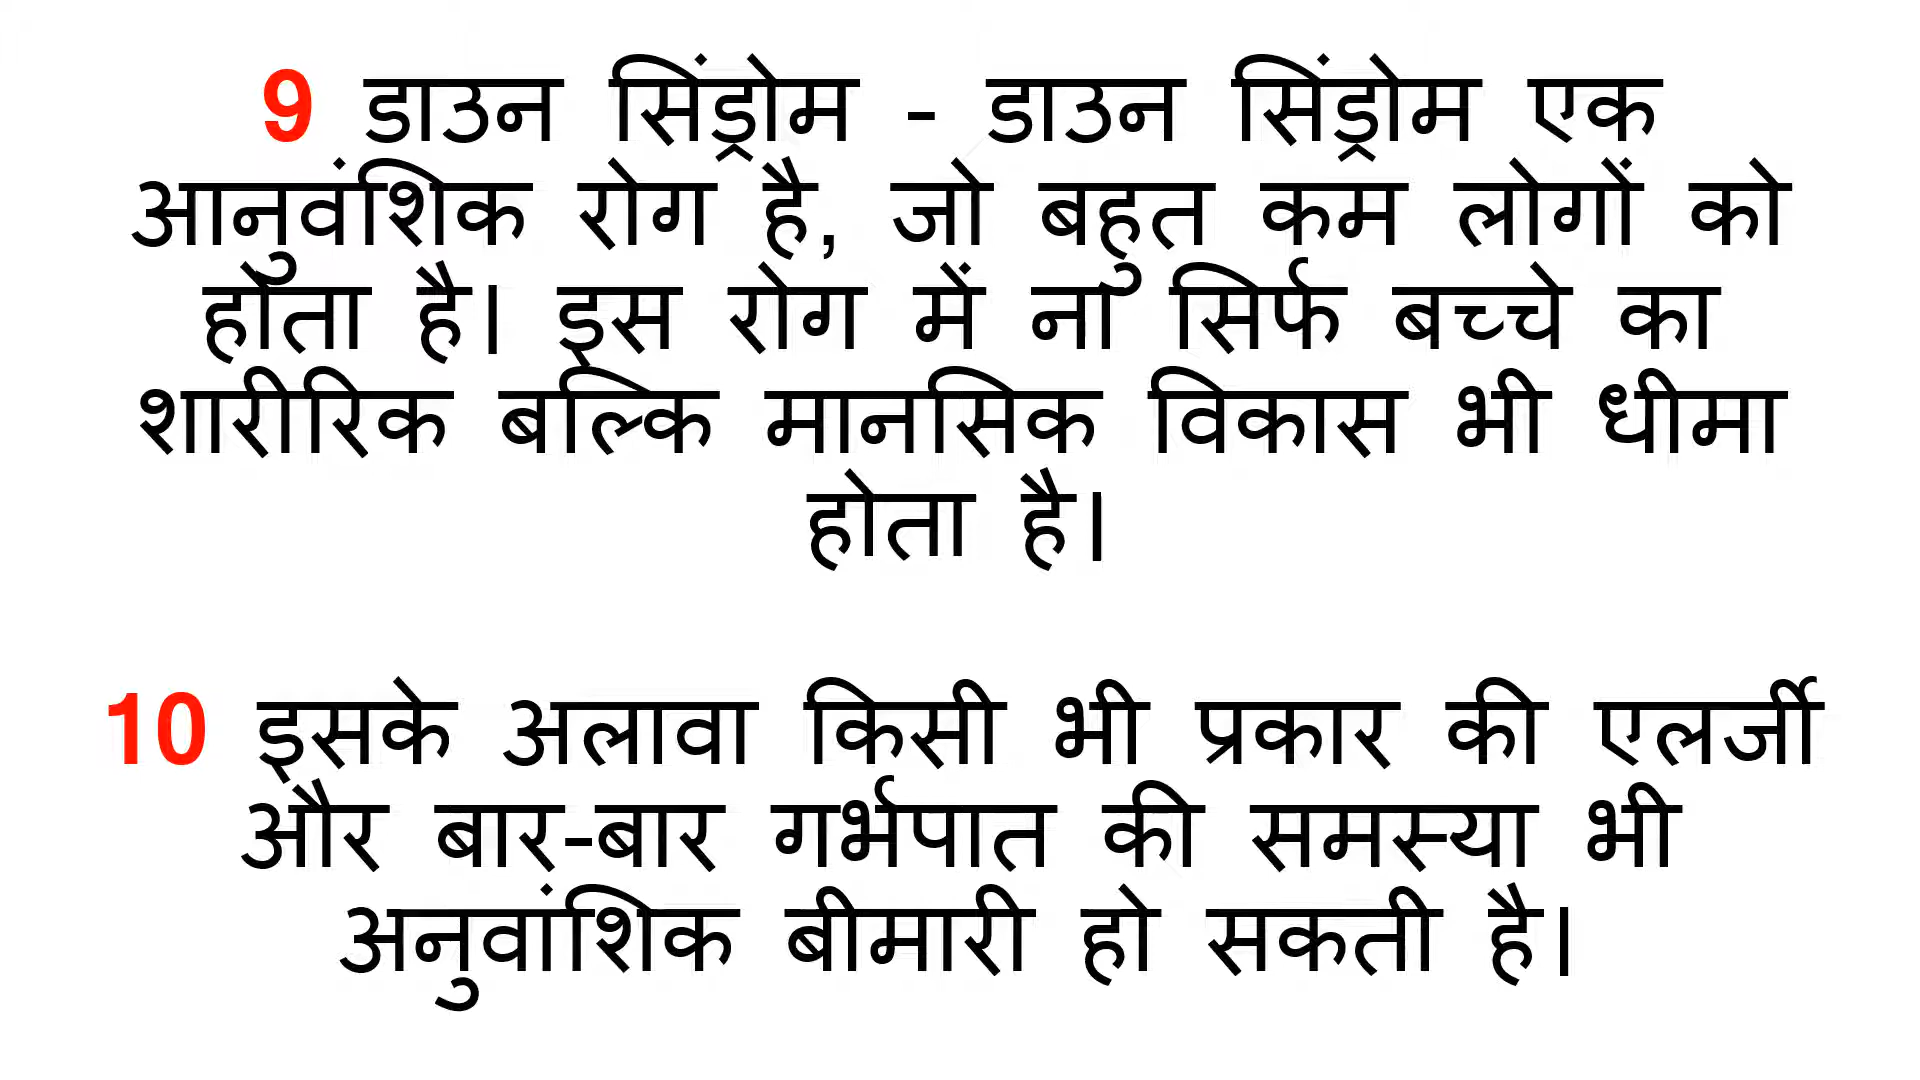 9 डाउन सिंड्रोम - डाउन सिंड्रोम एक
आनुवंशिक रोग है, जो बहुत कम लोगों को
होता है। इस रोग में ना सिर्फ बच्चे का
शारीरिक बल्कि मानसिक विकास भी धीमा
होता है।
10 इसके अलावा किसी भी प्रकार की एलर्जी
और बार-बार गर्भपात की समस्या भी
अनुवांशिक बीमारी हो सकती है।